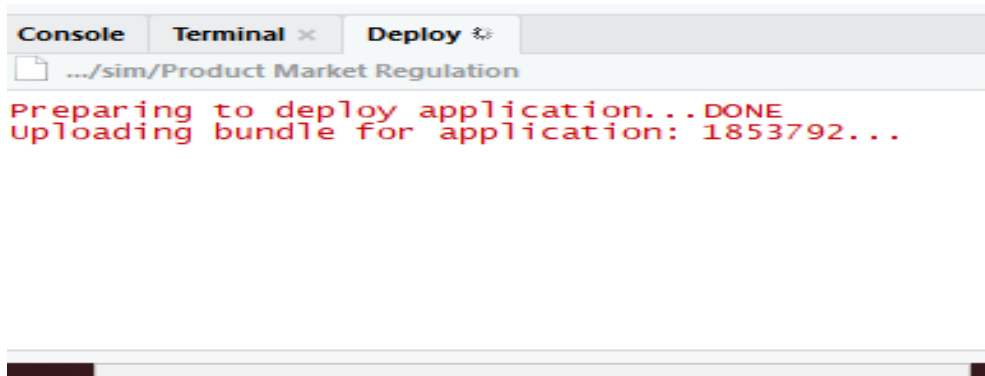 Console Terminal × Deploy
.../sim/Product Market Regulation
Preparing to deploy application...DONE
Uploading bundle for application: 1853792...